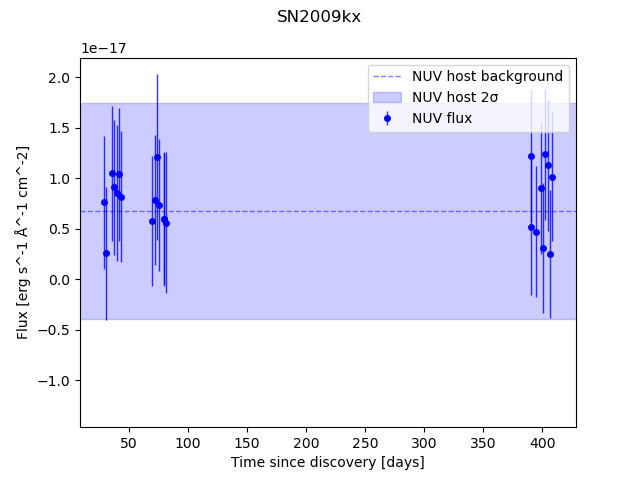 SN2009kx
1e−17
NUV host background
NUV host 2σ
NUV flux
2.0
1.5
1.0
0.5
0.0
−0.5
−1.0
Flux [erg s^-1 Å^-1 cm^-2]
50 100 150 200 250 300 350 400
Time since discovery [days]